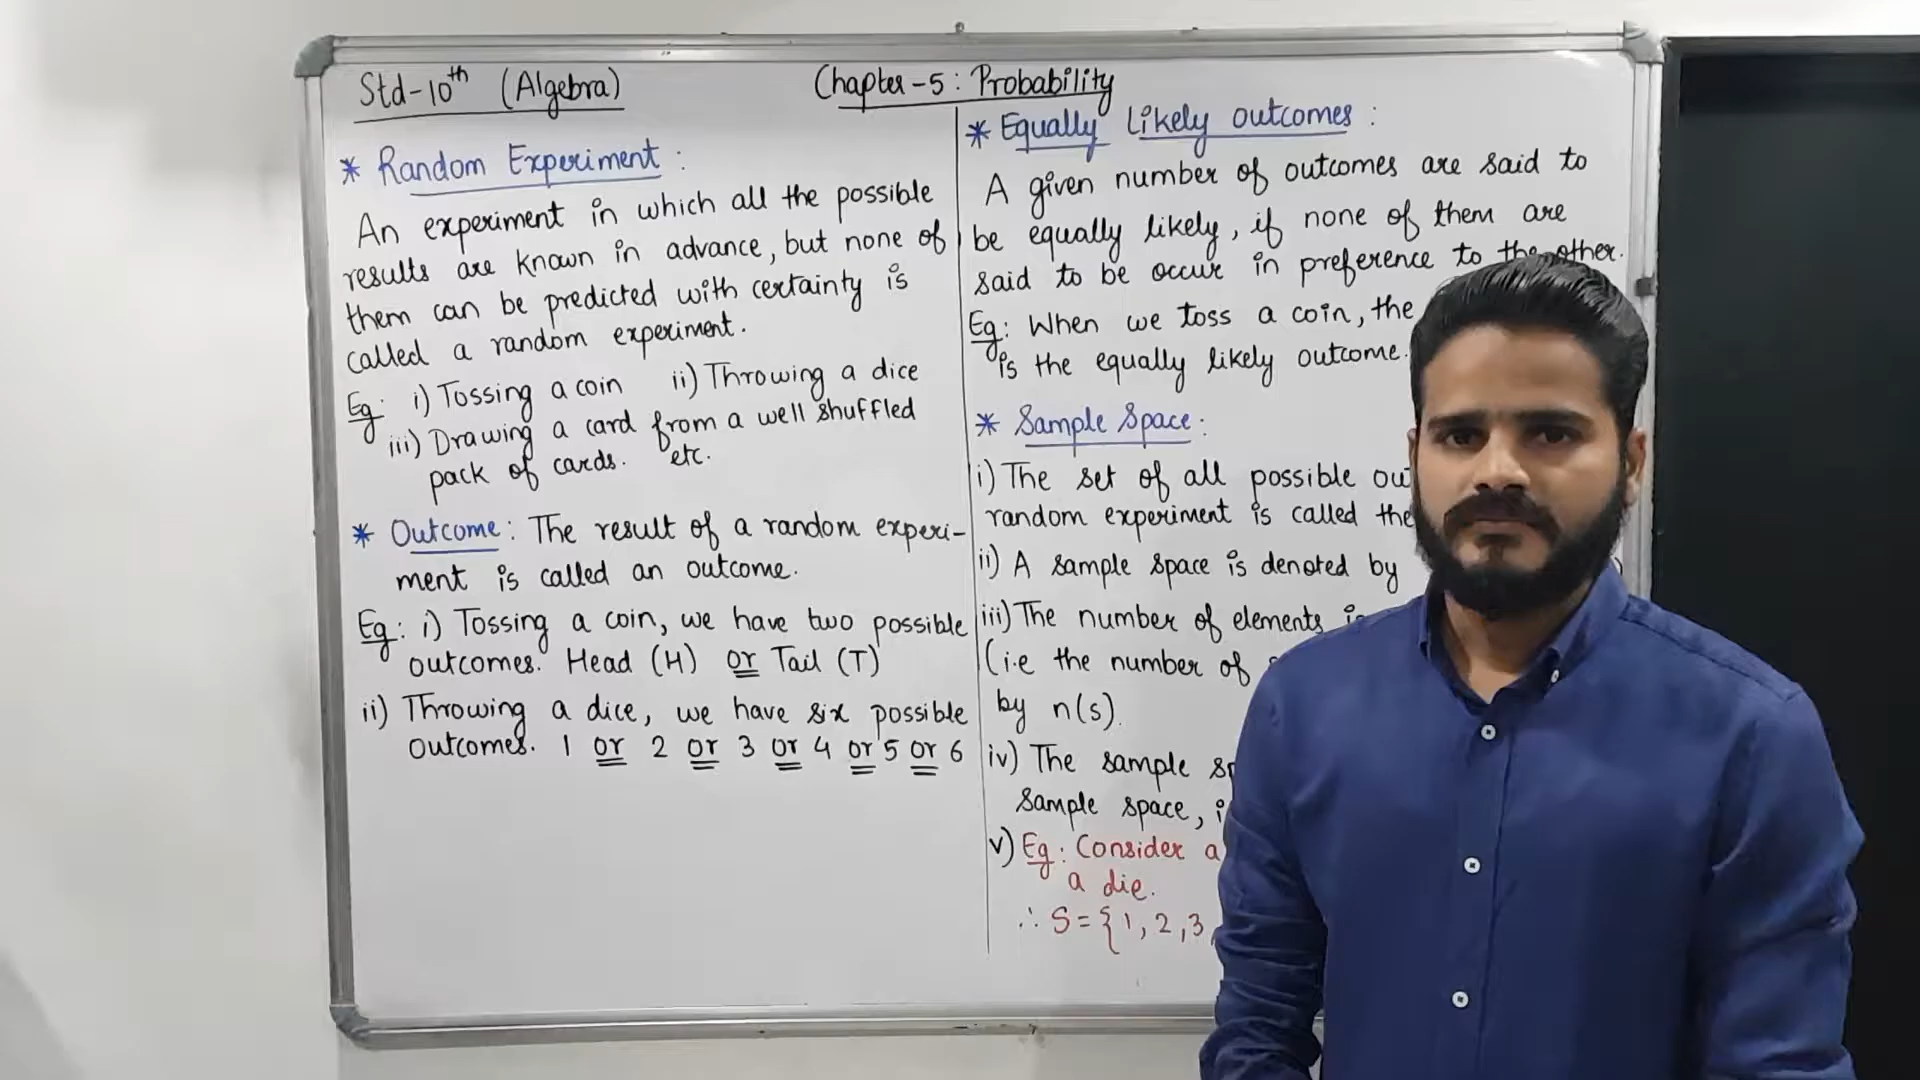 Std-10th (Algebra)
Chapter-5: Probability
* Random Experiment :
An experiment in which all the possible
results are known in advance, but none of
them can be predicted with certainty is
called a random experiment.
Eg: i) Tossing a coin ii) Throwing a dice
iii) Drawing a card from a well shuffled
pack of cards. etc.
* Outcome: The result of a random experi-
ment is called an outcome.
Eg: i) Tossing a coin, we have two possible
outcomes. Head (H) or Tail (T)
ii) Throwing a dice, we have six possible
outcomes. 1 or 2 or 3 or 4 or 5 or 6
* Equally Likely outcomes :
A given number of outcomes are said to
be equally likely, if none of them are
said to be occur in preference to the other.
Eg: When we toss a coin, the
is the equally likely outcome.
* Sample Space:
i) The set of all possible
random experiment is called the
ii) A sample space is denoted by
iii) The number of elements
(i.e the number of
by n(s).
iv) The sample
sample space,
v) Eg: Consider a
a die.
∴ S = {1, 2, 3